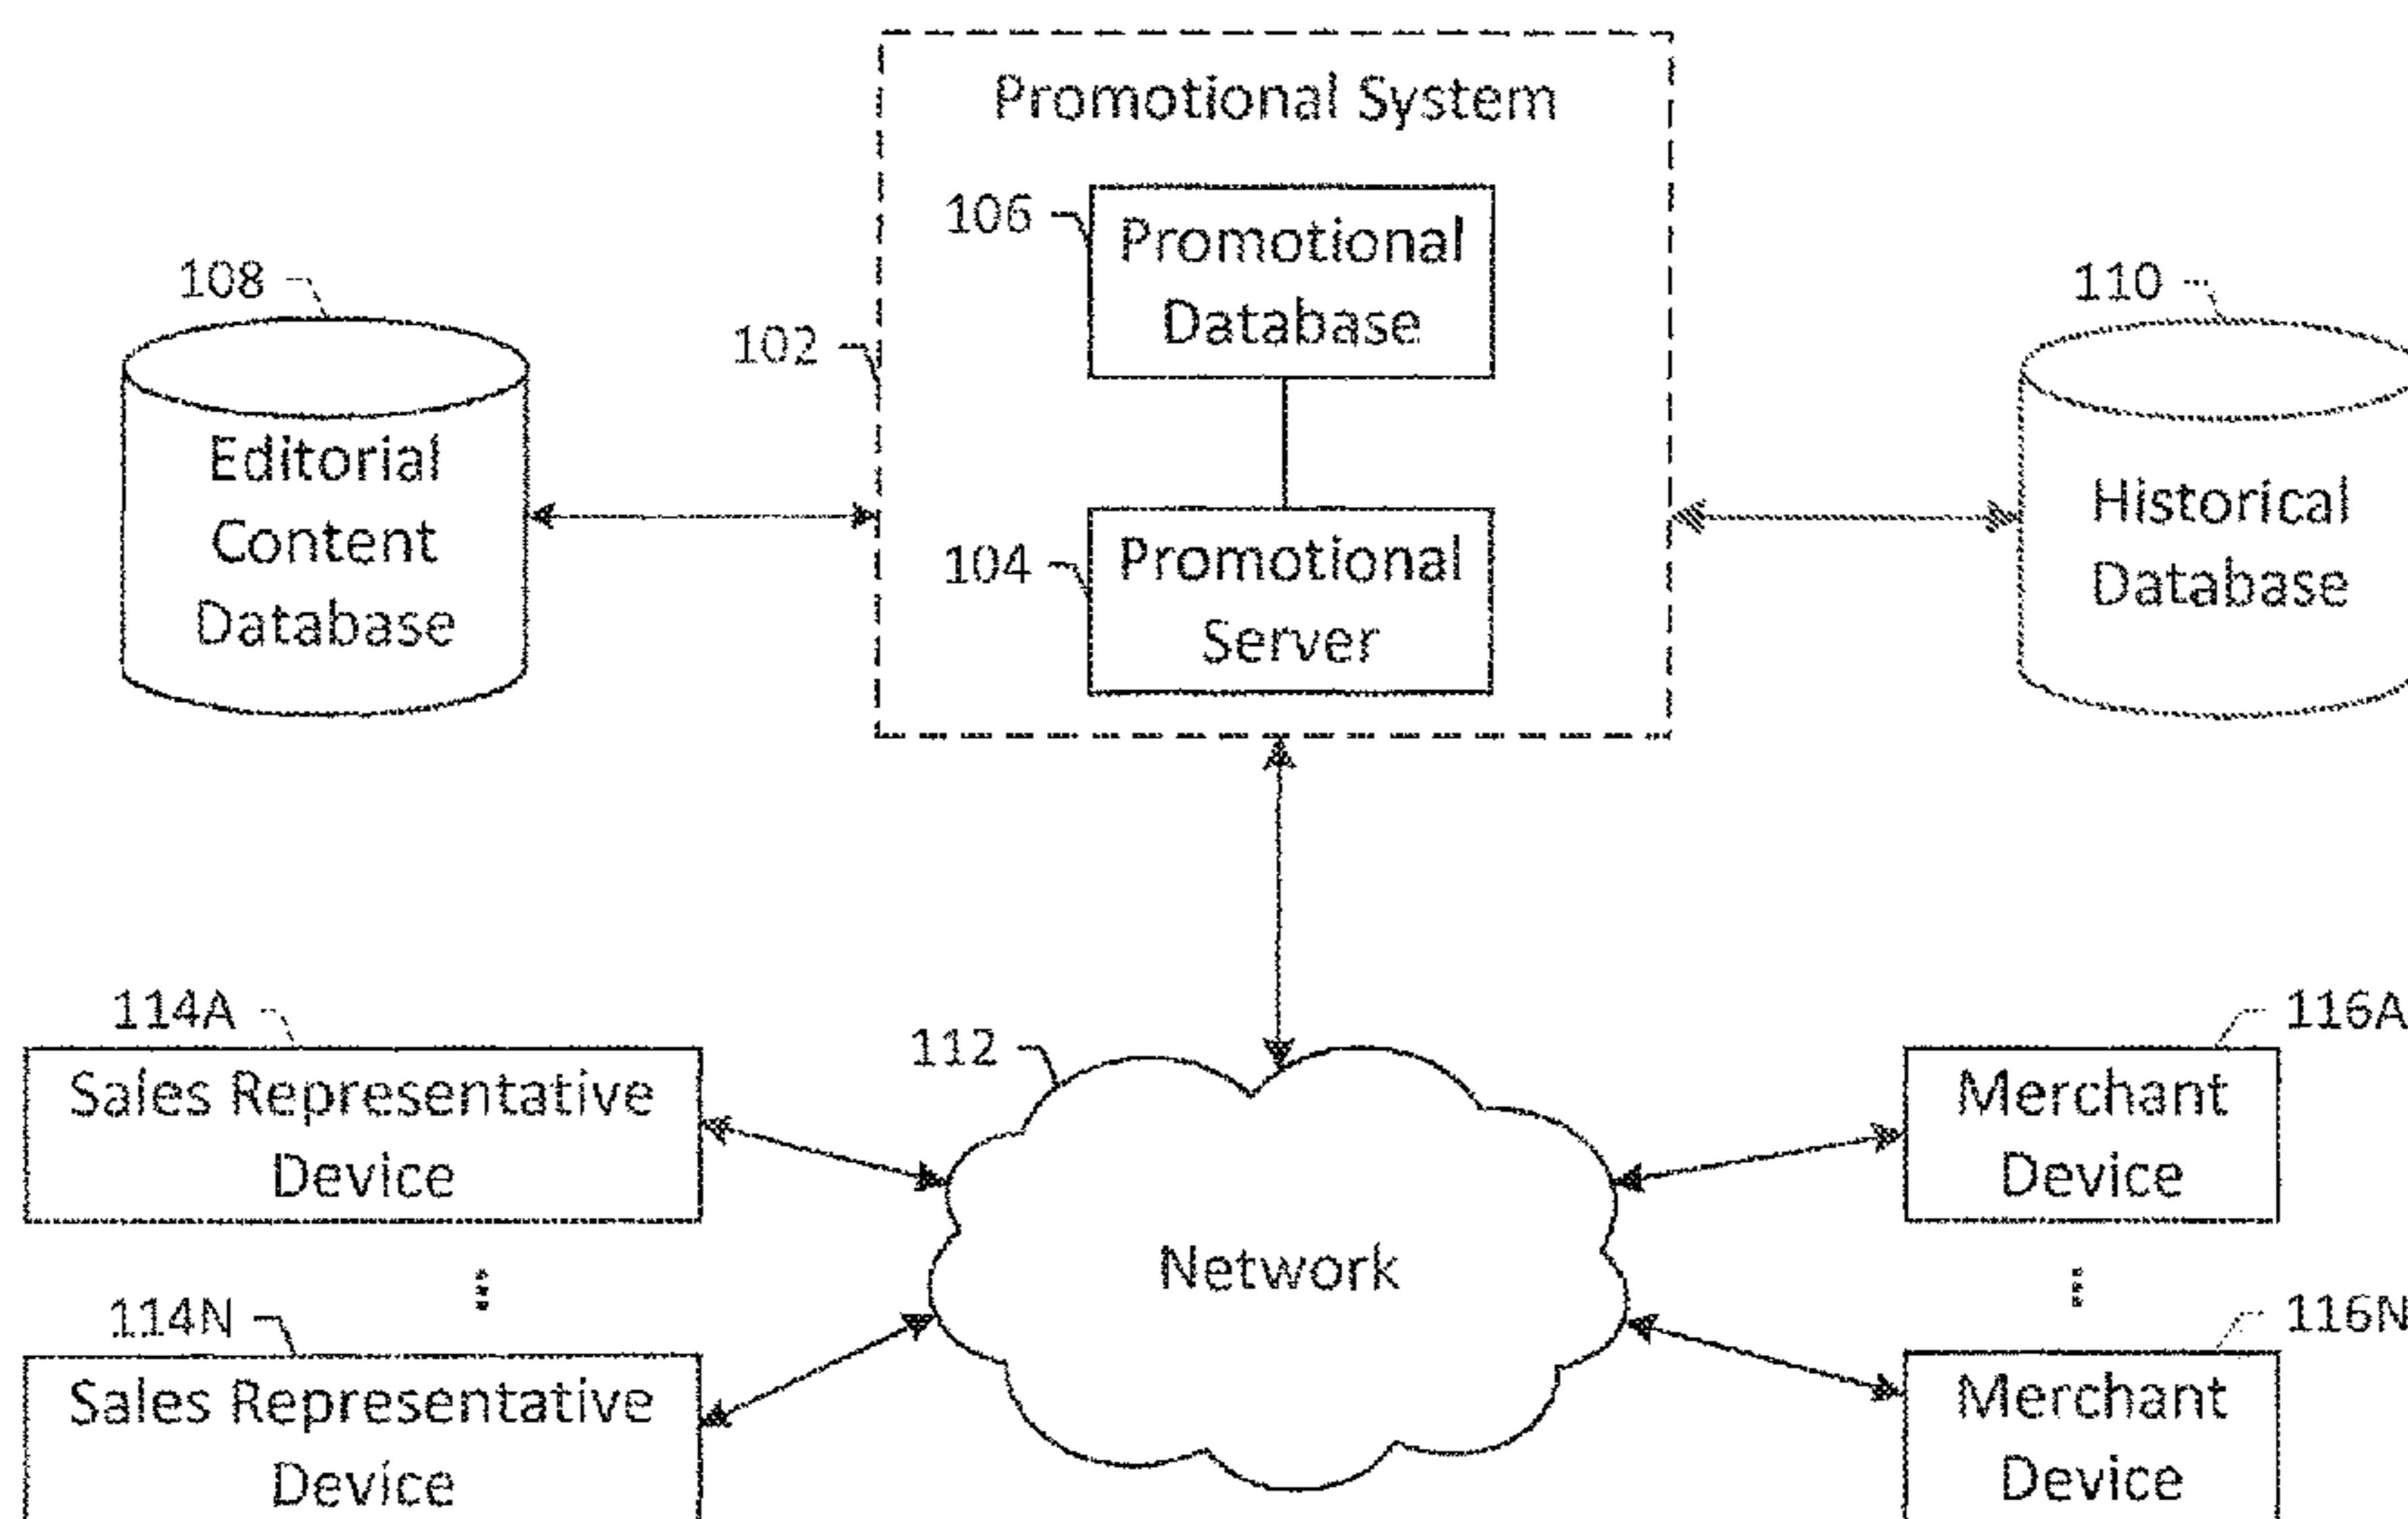 Promotional System
106
Promotional
Database
108
110
102
Editorial
Content
Database
Historical
Database
104
Promotional
Server
114A
116A
112
Sales Representative
Device
Merchant
Device
Network
114N
116N
Sales Representative
Device
Merchant
Device